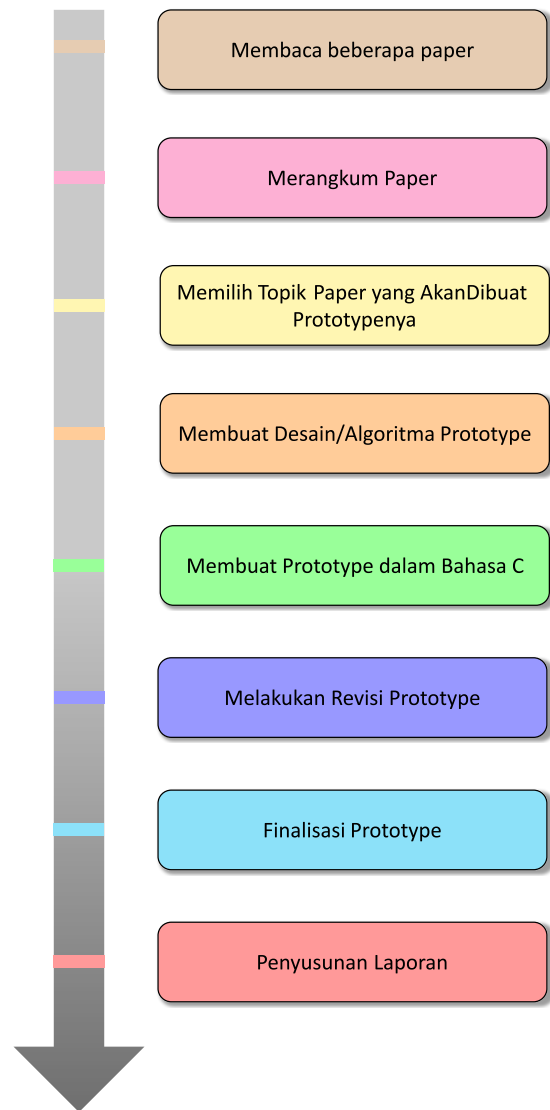 Membaca beberapa paper
Merangkum Paper
Memilih Topik Paper yang AkanDibuat
Prototypenya
Membuat Desain/Algoritma Prototype
Membuat Prototype dalam Bahasa C
Melakukan Revisi Prototype
Finalisasi Prototype
Penyusunan Laporan